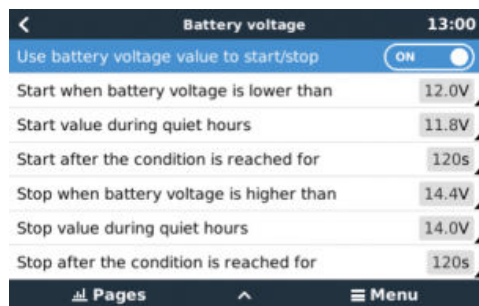 Battery voltage 13:00
Use battery voltage value to start/stop ON
Start when battery voltage is lower than 12.0V
Start value during quiet hours 11.8V
Start after the condition is reached for 120s
Stop when battery voltage is higher than 14.4V
Stop value during quiet hours 14.0V
Stop after the condition is reached for 120s
Pages Menu